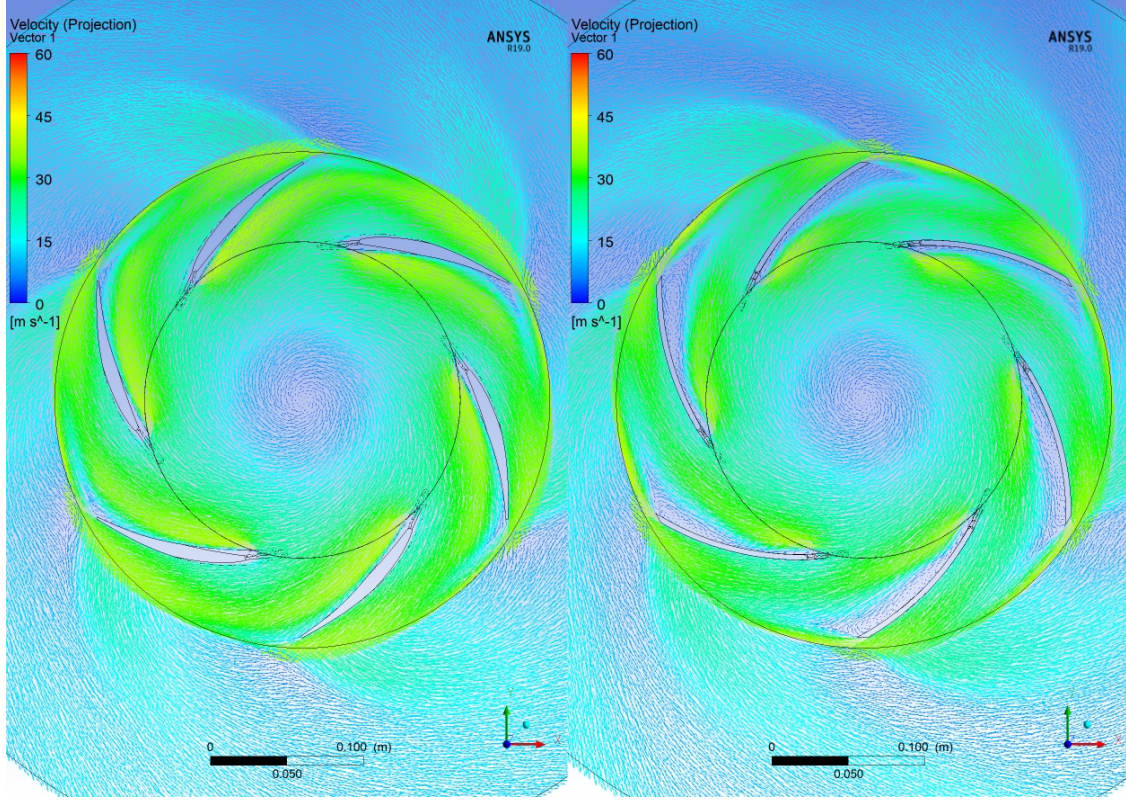 Velocity (Projection)
Vector 1
ANSYS
R19.0
60
45
30
15
0
[m s^-1]
0
0.100 (m)
0.050
X
Velocity (Projection)
Vector 1
ANSYS
R19.0
60
45
30
15
0
[m s^-1]
0
0.100 (m)
0.050
X